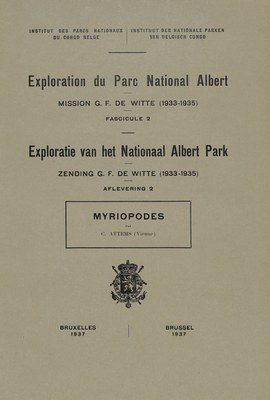 INSTITUT DES PARCS NATIONAUX
DU CONGO BELGE
INSTITUUT DER NATIONALE PARKEN
VAN BELGISCH CONGO
Exploration du Parc National Albert
MISSION G. F. DE WITTE (1933-1935)
FASCICULE 2
Exploratie van het Nationaal Albert Park
ZENDING G. F. DE WITTE (1933-1935)
AFLEVERING 2
MYRIOPODES
PAR
C. ATTEMS (Vienne)
BRUXELLES
1937
BRUSSEL
1937